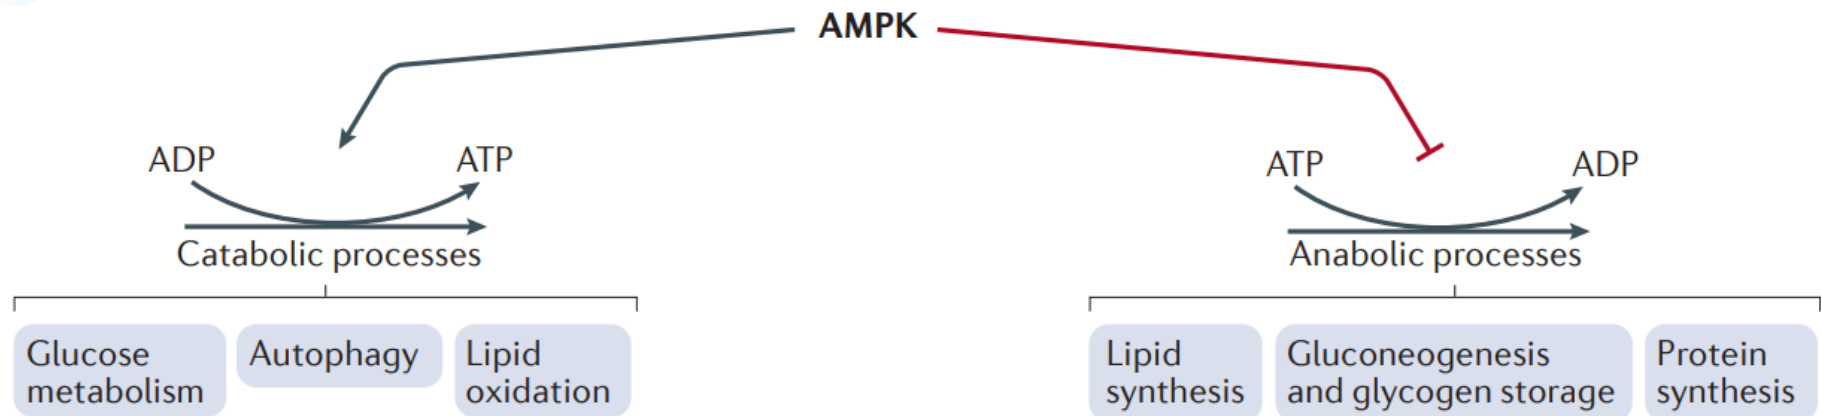 AMPK
ADP
ATP
Catabolic processes
Glucose
metabolism
Autophagy
Lipid
oxidation
ATP
ADP
Anabolic processes
Lipid
synthesis
Gluconeogenesis
and glycogen storage
Protein
synthesis